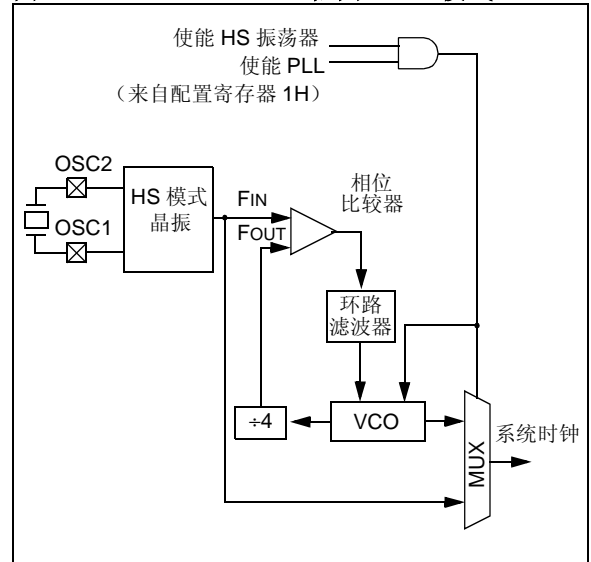 使能 HS 振荡器
使能 PLL
（来自配置寄存器 1H）
OSC2
OSC1
HS 模式
晶振
FIN
FOUT
相位
比较器
环路
滤波器
÷4
VCO
MUX
系统时钟